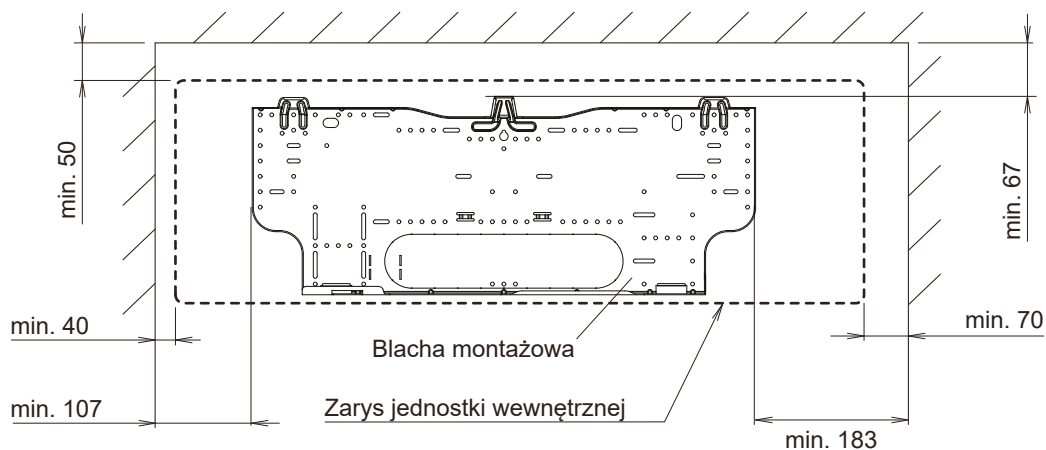 min. 50
min. 67
min. 40
min. 70
Blacha montażowa
min. 107
Zarys jednostki wewnętrznej
min. 183